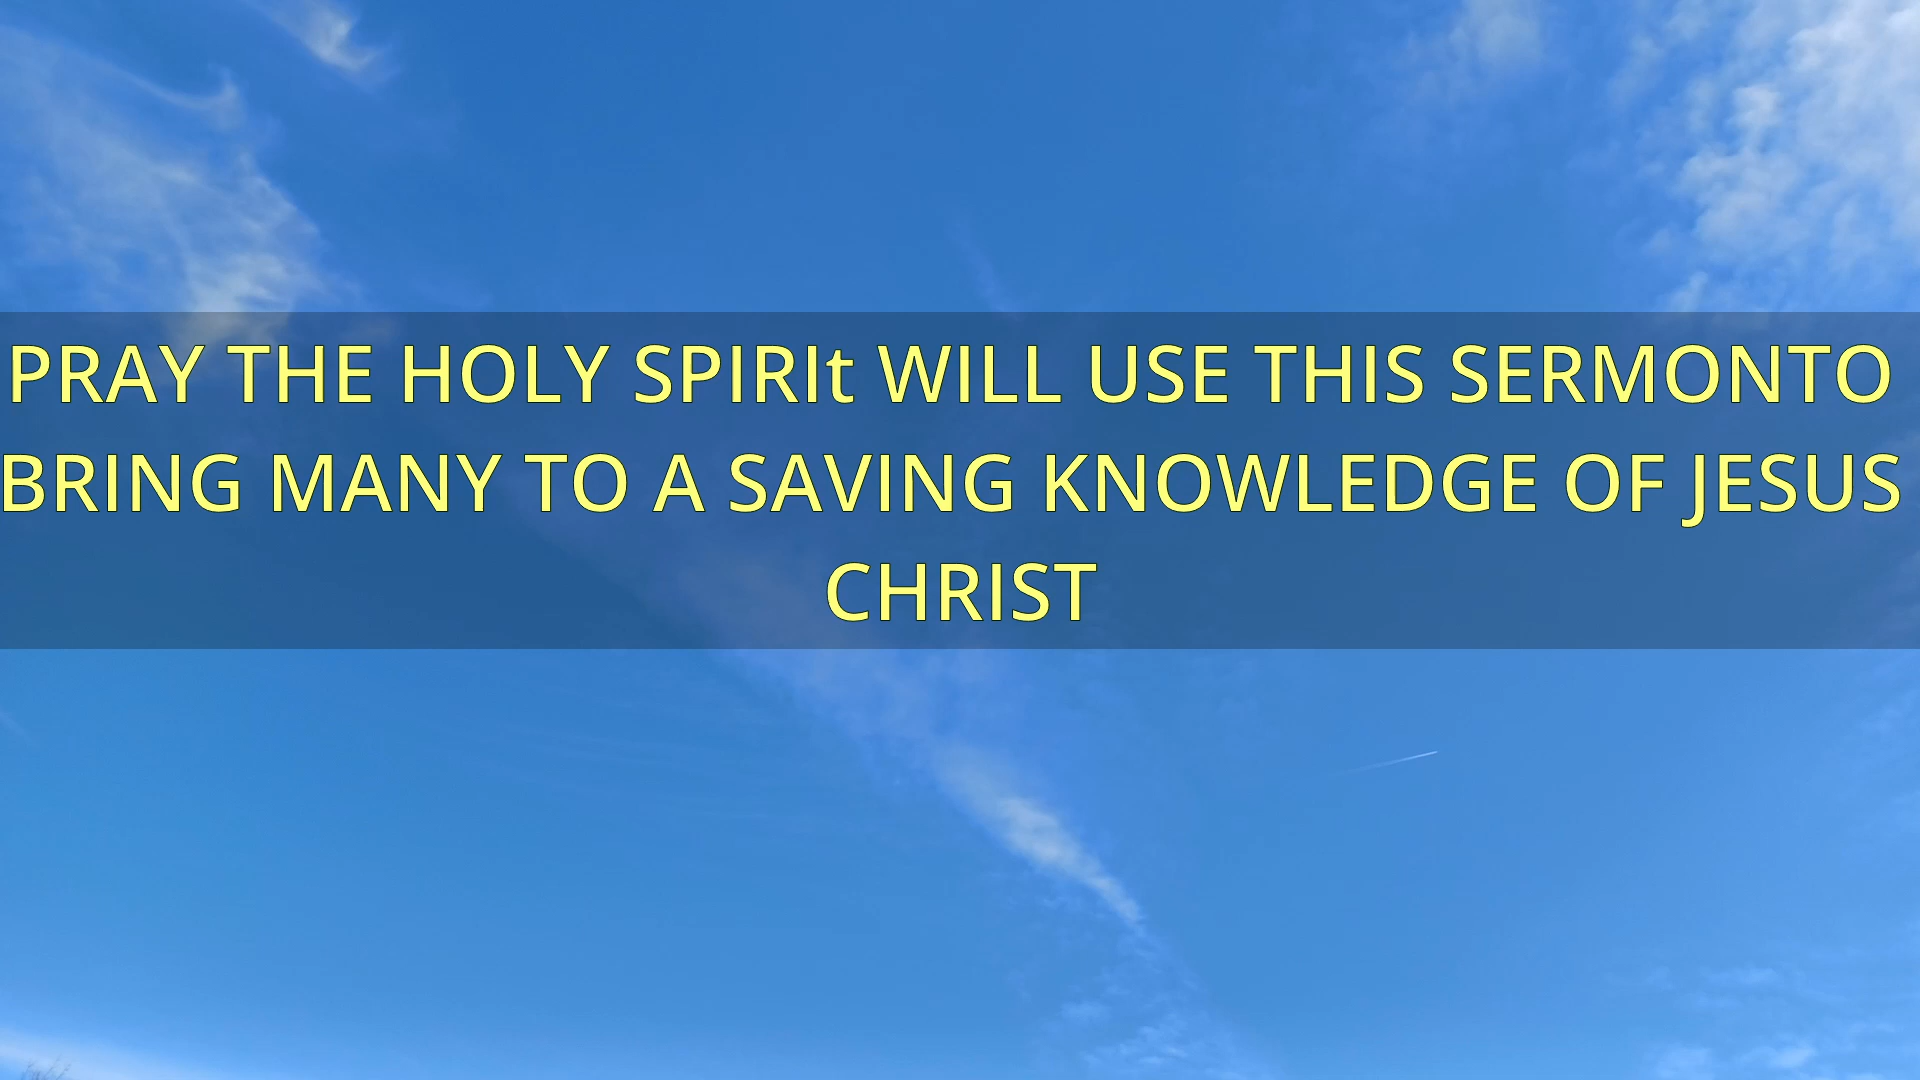 PRAY THE HOLY SPIRIt WILL USE THIS SERMONTO
BRING MANY TO A SAVING KNOWLEDGE OF JESUS
CHRIST